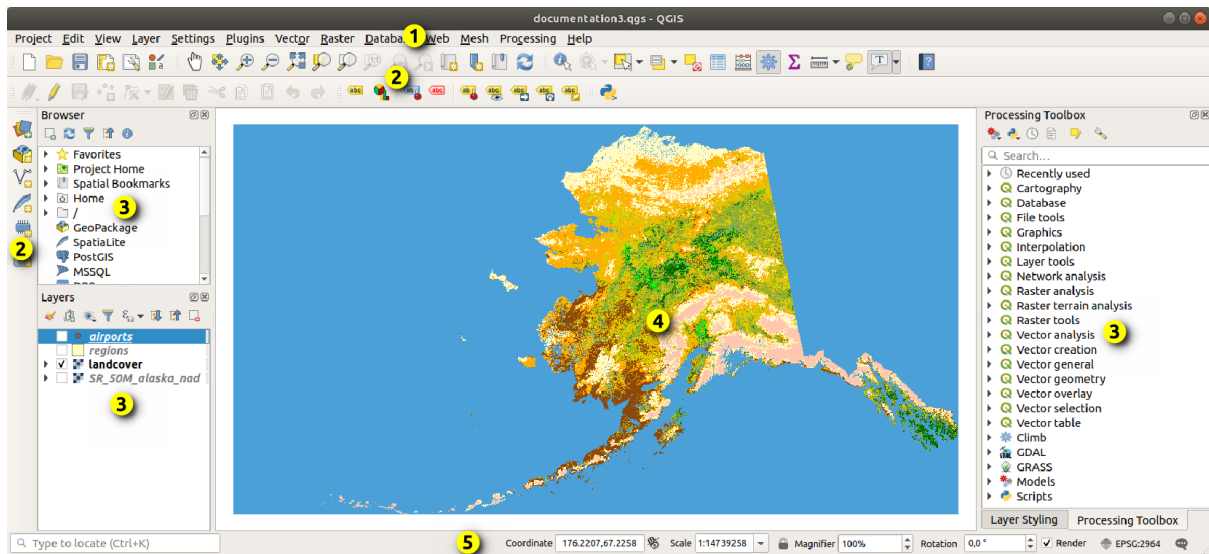 documentation3.qgs - QGIS
Project Edit View Layer Settings Plugins Vector Raster Database Web Mesh Processing Help
1
2
Browser
Favorites
Project Home
Spatial Bookmarks
Home
/
GeoPackage
SpatiaLite
PostGIS
MSSQL
3
2
Layers
airports
regions
landcover
SR_SOM_alaska_nad
3
4
Processing Toolbox
Search...
Recently used
Cartography
Database
File tools
Graphics
Interpolation
Layer tools
Network analysis
Raster analysis
Raster terrain analysis
Raster tools
Vector analysis
Vector creation
Vector general
Vector geometry
Vector overlay
Vector selection
Vector table
Climb
GDAL
GRASS
Models
Scripts
3
Layer Styling Processing Toolbox
Type to locate (Ctrl+K)
5
Coordinate 176.2207,67.2258 Scale 1:14739258 Magnifier 100% Rotation 0,0 ° Render EPSG:2964